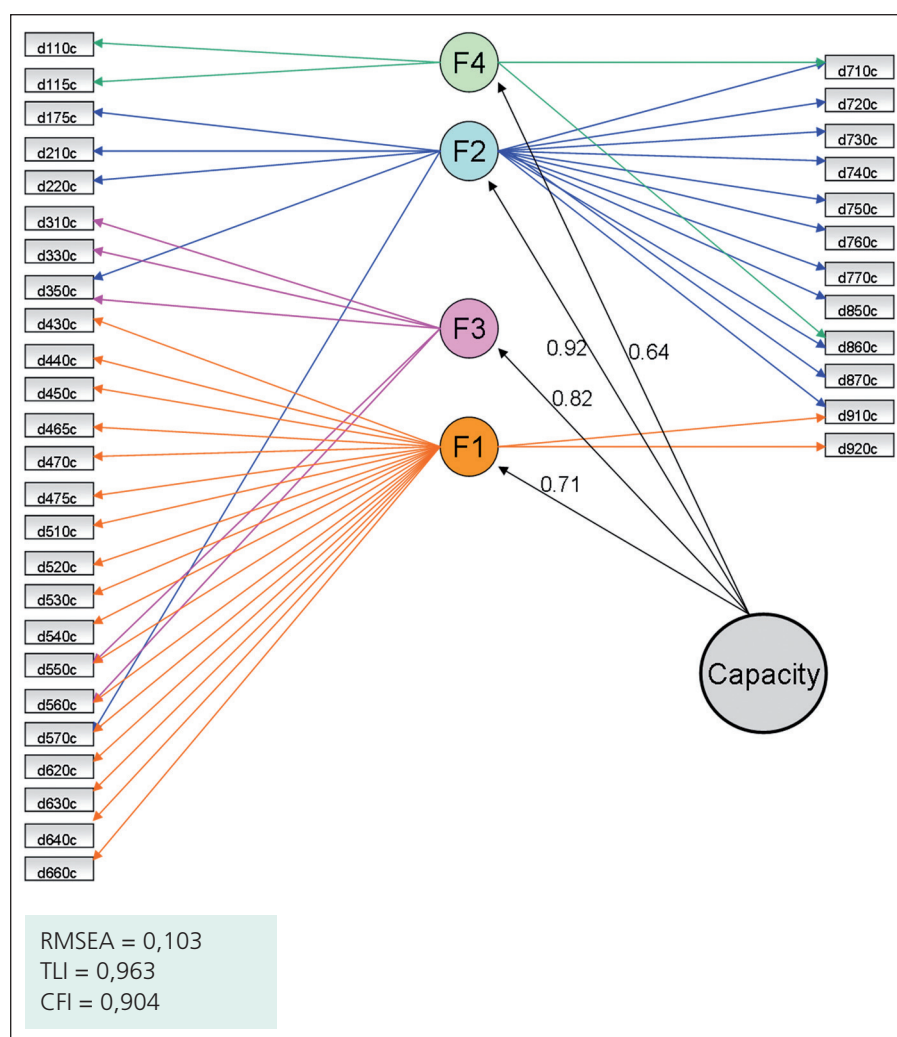 d110c
d115c
d175c
d210c
d220c
d310c
d330c
d350c
d430c
d440c
d450c
d465c
d470c
d475c
d510c
d520c
d530c
d540c
d550c
d560c
d570c
d620c
d630c
d640c
d660c
F4
F2
F3
F1
0.92
0.64
0.82
0.71
Capacity
d710c
d720c
d730c
d740c
d750c
d760c
d770c
d850c
d860c
d870c
d910c
d920c
RMSEA = 0,103
TLI = 0,963
CFI = 0,904